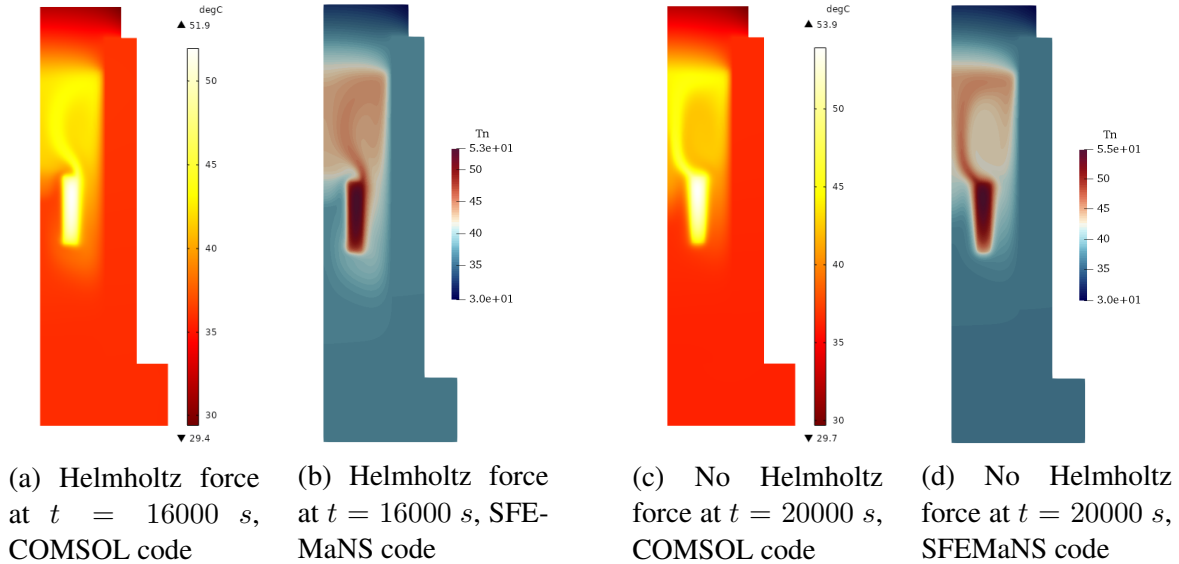 degC
▲ 51.9
50
45
40
35
30
▼ 29.4
Tn
5.3e+01
50
45
40
35
3.0e+01
degC
▲ 53.9
50
45
40
35
30
▼ 29.7
Tn
5.5e+01
50
45
40
35
3.0e+01
(a) Helmholtz force
at t = 16000 s,
COMSOL code
(b) Helmholtz force
at t = 16000 s, SFE-
MaNS code
(c) No Helmholtz
force at t = 20000 s,
COMSOL code
(d) No Helmholtz
force at t = 20000 s,
SFEMaNS code